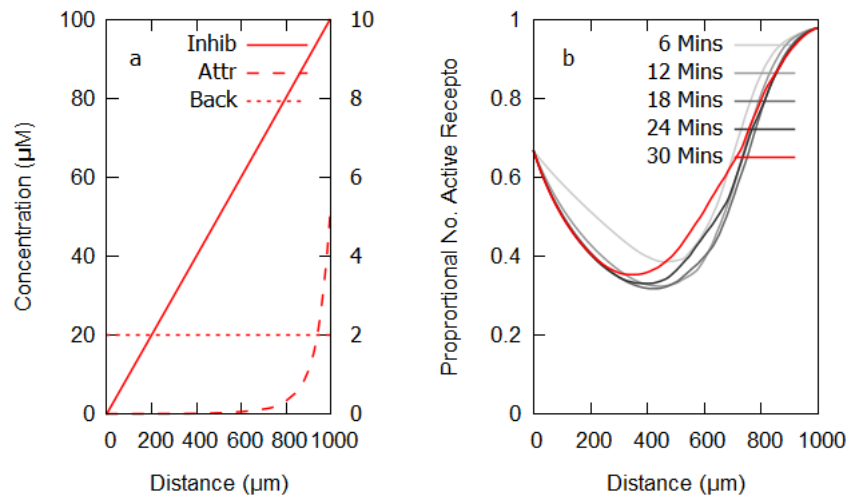 a
Inhib
Attr
Back
Concentration (µM)
100
80
60
40
20
0
10
8
6
4
2
0
0 200 400 600 800 1000
Distance (µm)
b
6 Mins
12 Mins
18 Mins
24 Mins
30 Mins
Proprortional No. Active Recepto
1
0.8
0.6
0.4
0.2
0
0 200 400 600 800 1000
Distance (µm)